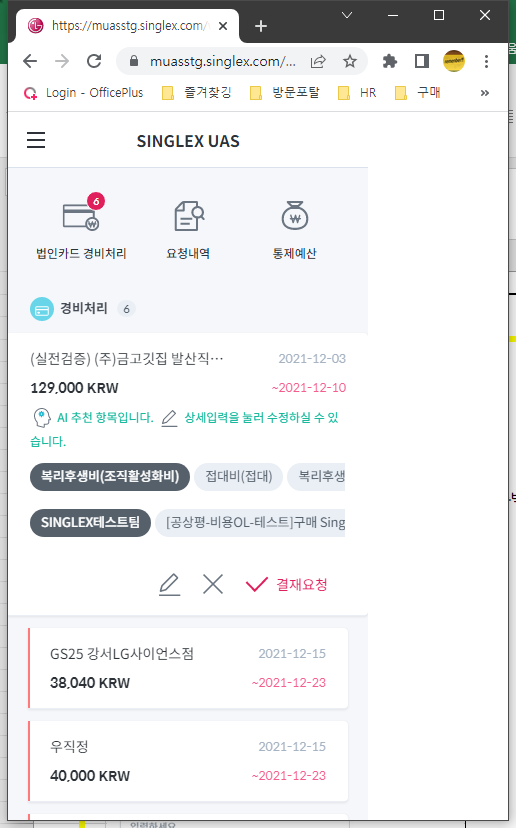 https://muasstg.singlex.com/
muasstg.singlex.com/...
Login - OfficePlus
즐겨찾깅
방문포탈
HR
구매
SINGLEX UAS
6
법인카드 경비처리
요청내역
통제예산
경비처리 6
(실전검증) (주)금고깃집 발산직… 2021-12-03
129,000 KRW ~2021-12-10
AI 추천 항목입니다. 상세입력을 눌러 수정하실 수 있
습니다.
복리후생비(조직활성화비) 접대비(접대) 복리후생
SINGLEX테스트팀 [공상평-비용OL-테스트]구매 Sing
결재요청
GS25 강서LG사이언스점 2021-12-15
38,040 KRW ~2021-12-23
우직정 2021-12-15
40,000 KRW ~2021-12-23